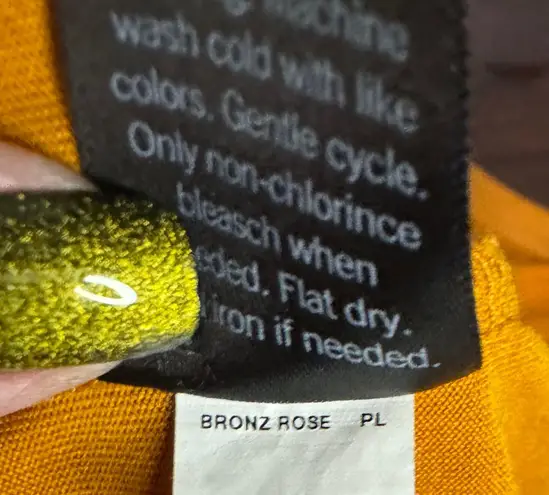 Machine
wash cold with like
colors. Gentle cycle.
Only non-chlorince
bleasch when
eded. Flat dry.
iron if needed.
BRONZ ROSE PL